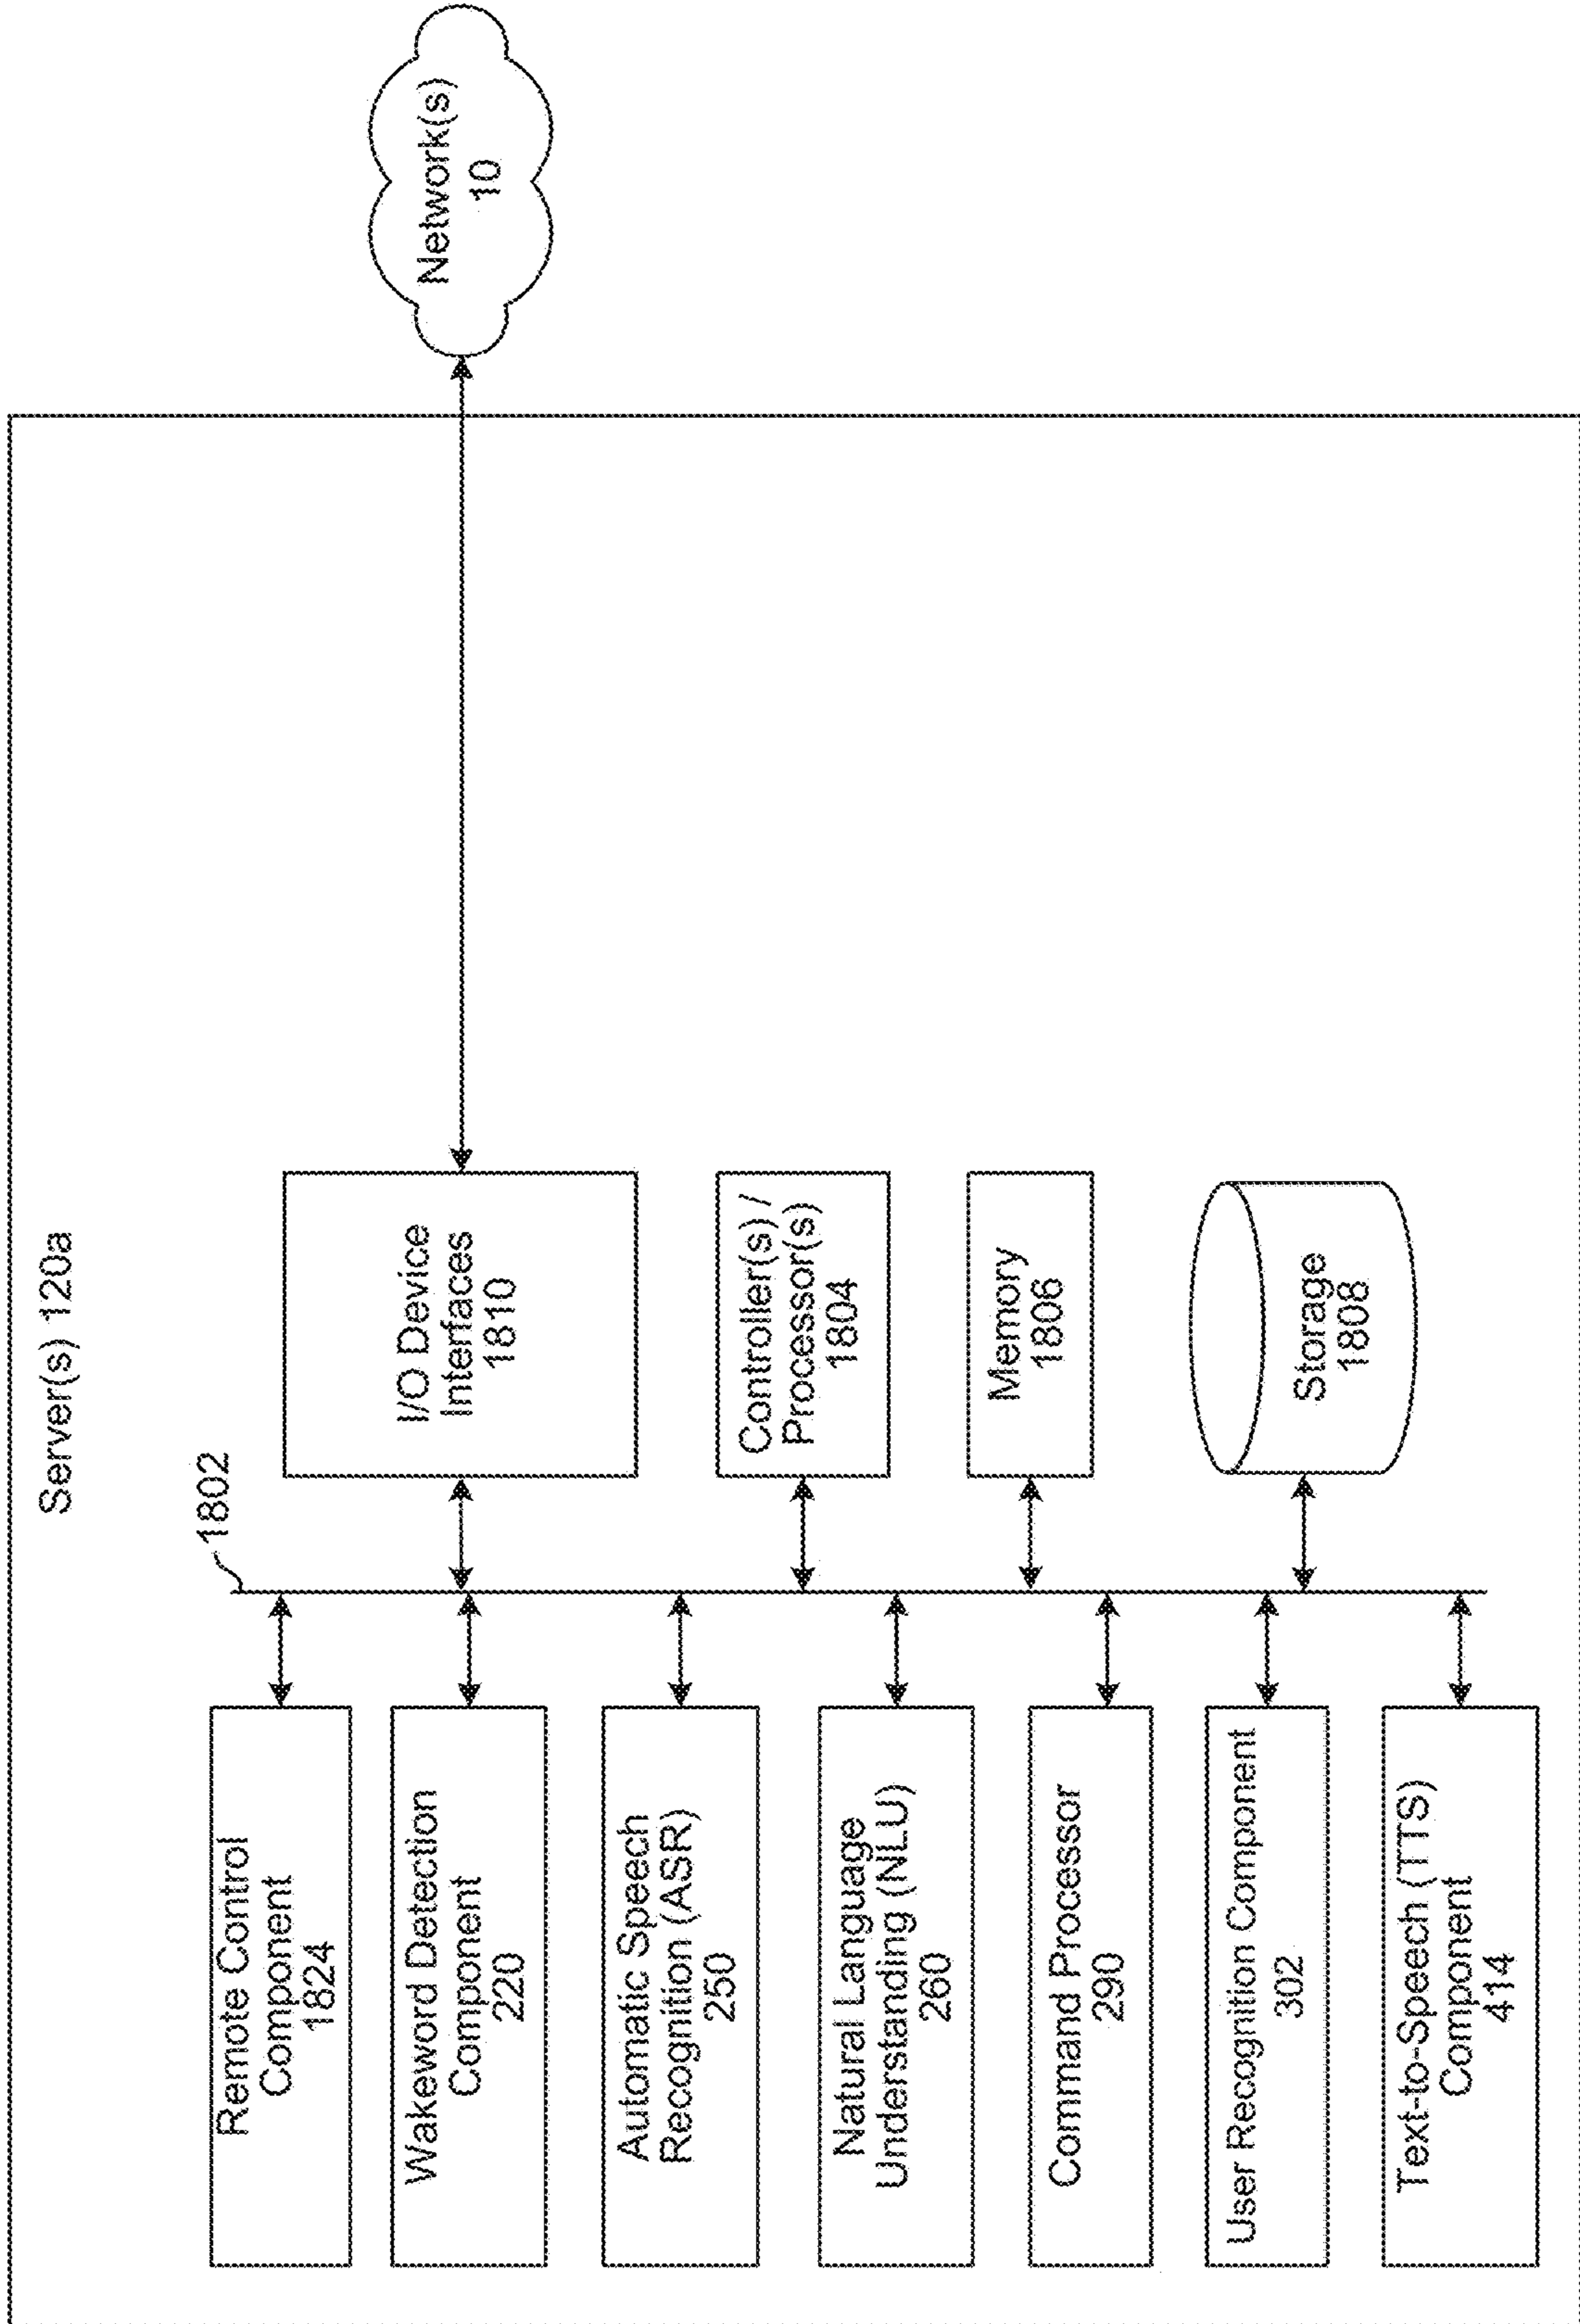 Server(s) 120a
1802
Remote Control
Component
1824
Wakeword Detection
Component
220
Automatic Speech
Recognition (ASR)
250
Natural Language
Understanding (NLU)
260
Command Processor
290
User Recognition Component
302
Text-to-Speech (TTS)
Component
414
I/O Device
Interfaces
1810
Controller(s) /
Processor(s)
1804
Memory
1806
Storage
1808
Network(s)
10